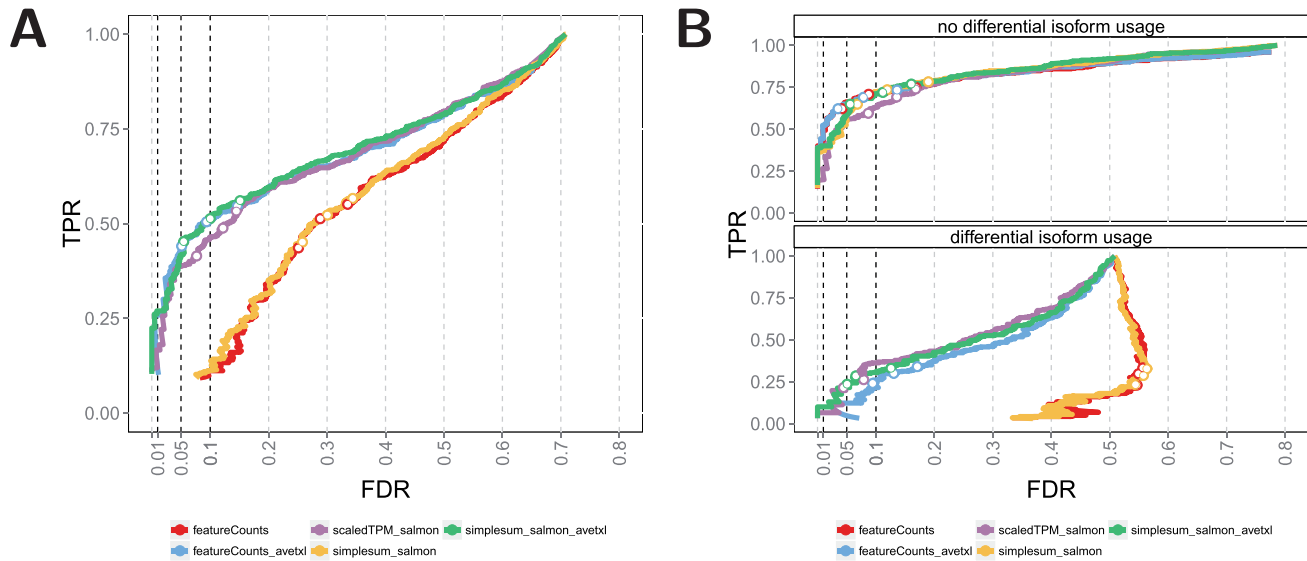 A
1.00
0.75
0.50
0.25
0.00
TPR
0.01
0.05
0.1
0.2
0.3
0.4
0.5
0.6
0.7
0.8
FDR
featureCounts
scaledTPM_salmon
simplesum_salmon_avetxl
featureCounts_avetxl
simplesum_salmon
B
no differential isoform usage
1.00
0.75
0.50
0.25
0.00
TPR
differential isoform usage
1.00
0.75
0.50
0.25
0.00
0.01
0.05
0.1
0.2
0.3
0.4
0.5
0.6
0.7
0.8
FDR
featureCounts
scaledTPM_salmon
simplesum_salmon_avetxl
featureCounts_avetxl
simplesum_salmon